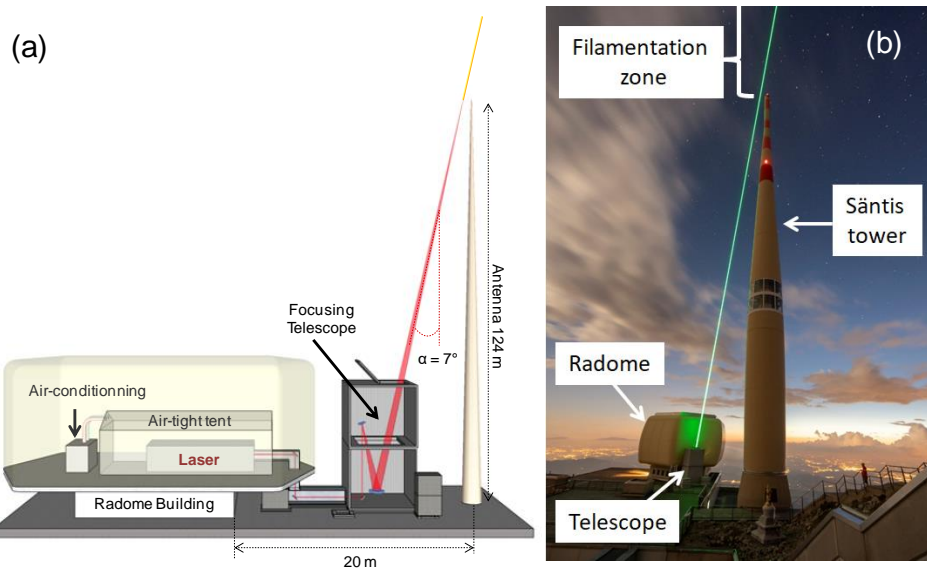 (a)
Focusing
Telescope
α = 7°
Antenna 124 m
Air-conditionning
Air-tight tent
Laser
Radome Building
20 m
(b)
Filamentation
zone
Säntis
tower
Radome
Telescope